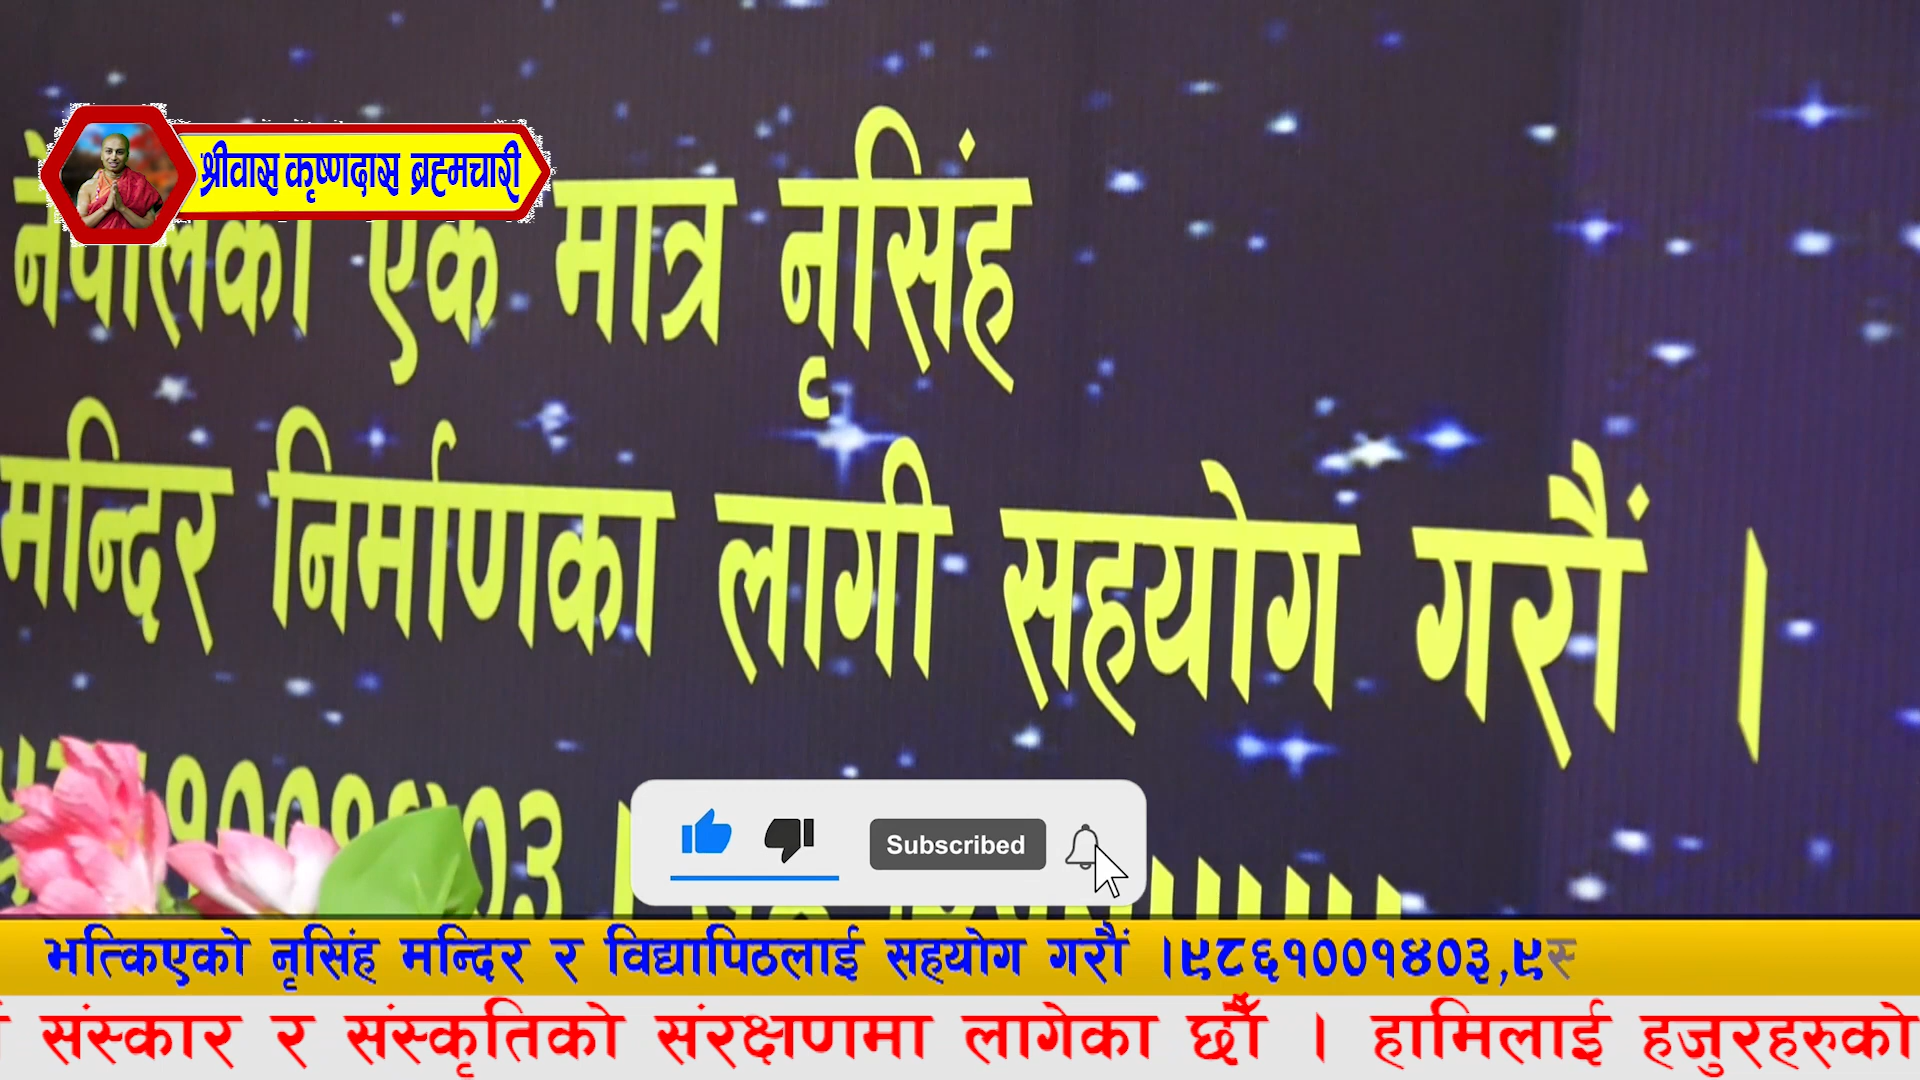 श्रीवास कृष्णदास ब्रह्मचारी
नेपालको एक मात्र नृसिंह
मन्दिर निर्माणका लागी सहयोग गरौं ।
Subscribed
भत्किएको नृसिंह मन्दिर र विद्यापिठलाई सहयोग गरौं ।९८६१००१४०३,९
संस्कार र संस्कृतिको संरक्षणमा लागेका छौँ । हामिलाई हजुरहरुको